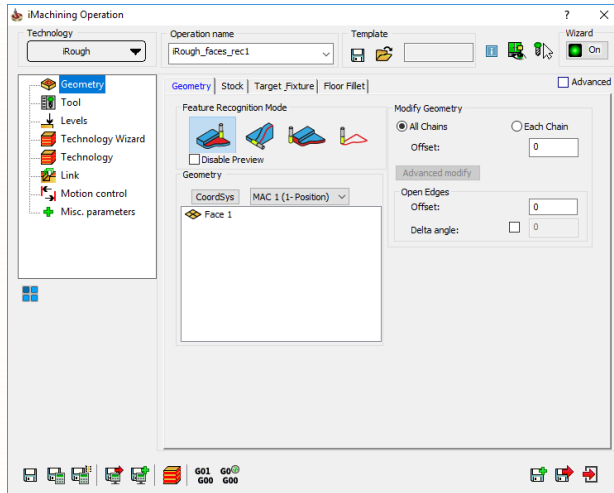 iMachining Operation
? ×
Technology
iRough
Operation name
iRough_faces_rec1
Template
Wizard
On
Geometry
Tool
Levels
Technology Wizard
Technology
Link
Motion control
Misc. parameters
Geometry Stock Target_Fixture Floor Fillet
Advanced
Feature Recognition Mode
Disable Preview
Geometry
CoordSys MAC 1 (1- Position)
Face 1
Modify Geometry
All Chains Each Chain
Offset: 0
Advanced modify
Open Edges
Offset: 0
Delta angle: 0
G01 G0
G00 G00